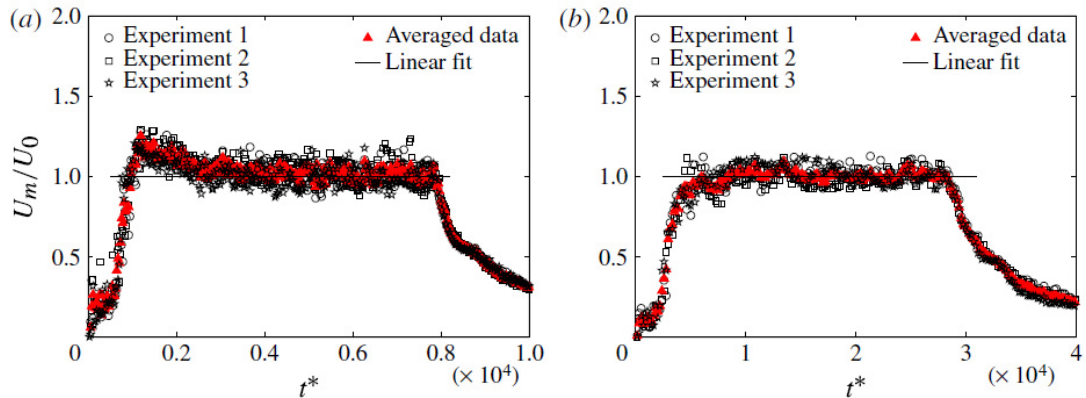 (a)
2.0
Experiment 1
Experiment 2
Experiment 3
Averaged data
Linear fit
1.5
1.0
0.5
U_m/U_0
0
0.2
0.4
0.6
0.8
1.0
(× 10⁴)
t*
(b)
2.0
Experiment 1
Experiment 2
Experiment 3
Averaged data
Linear fit
1.5
1.0
0.5
0
1
2
3
4
(× 10⁴)
t*